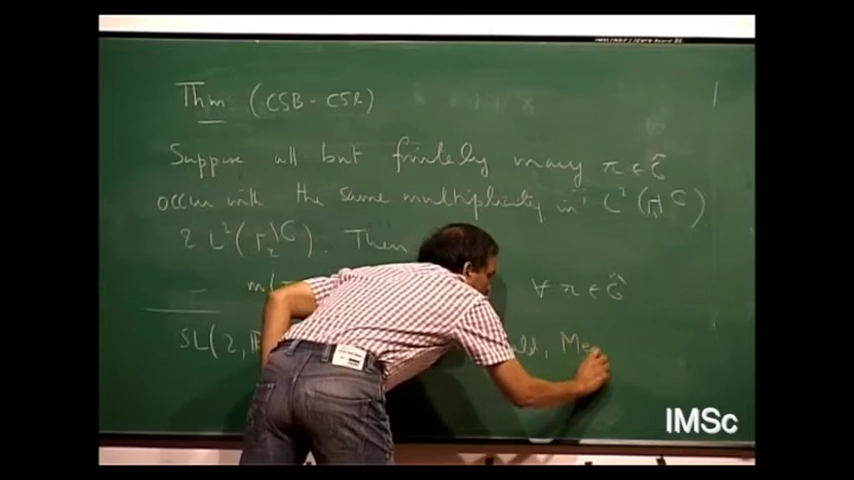 Thm (CSB - CSR)
Suppose all but finitely many π ∈ Ĝ
occur with the same multiplicity in L² (Γ₁\G)
& L² (Γ₂\G). Then
m( ∀ π ∈ Ĝ
SL(2,
IMSc